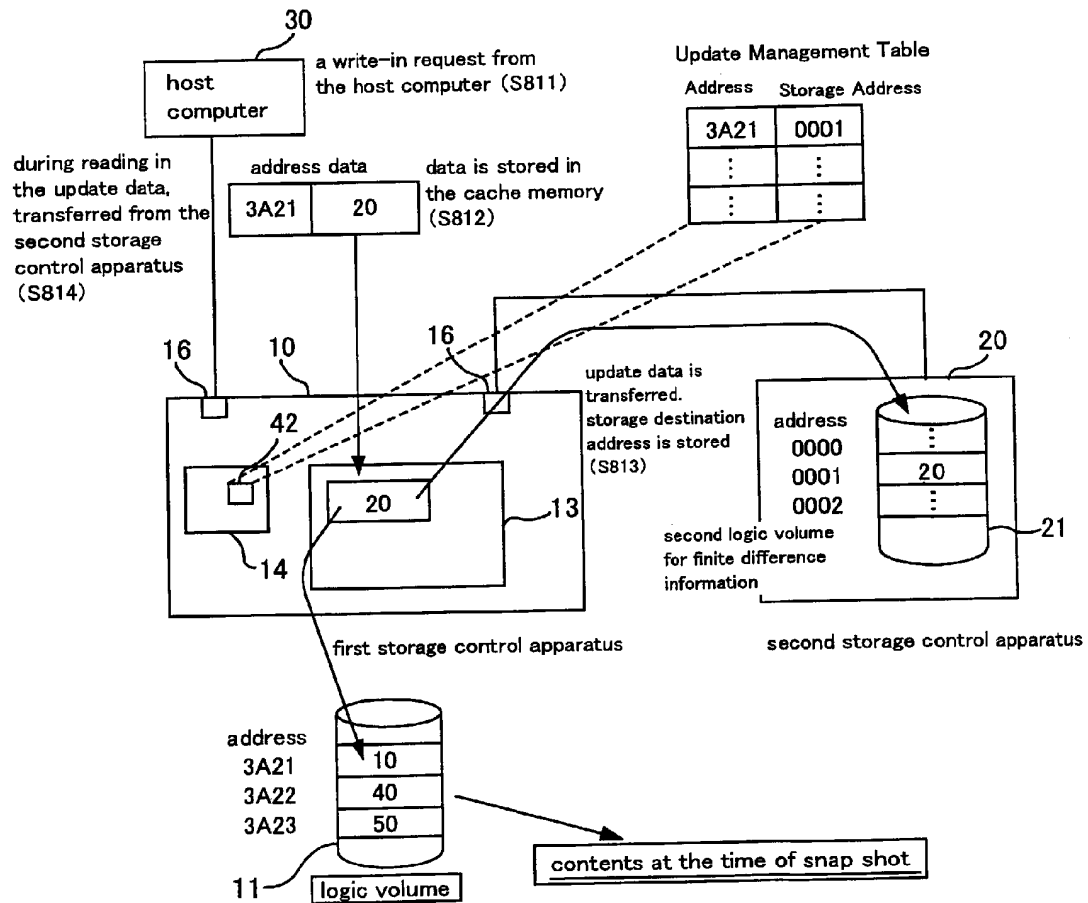 30
host
computer
a write-in request from
the host computer (S811)
Update Management Table
Address Storage Address
3A21 0001
⋮ ⋮
⋮ ⋮
during reading in
the update data,
transferred from the
second storage
control apparatus
(S814)
address data
3A21 20
data is stored in
the cache memory
(S812)
16
10
16
20
42
update data is
transferred.
storage destination
address is stored
(S813)
address
0000
0001
0002
⋮
20
⋮
20
13
14
second logic volume
for finite difference
information
21
first storage control apparatus
second storage control apparatus
address
3A21 10
3A22 40
3A23 50
11
logic volume
contents at the time of snap shot